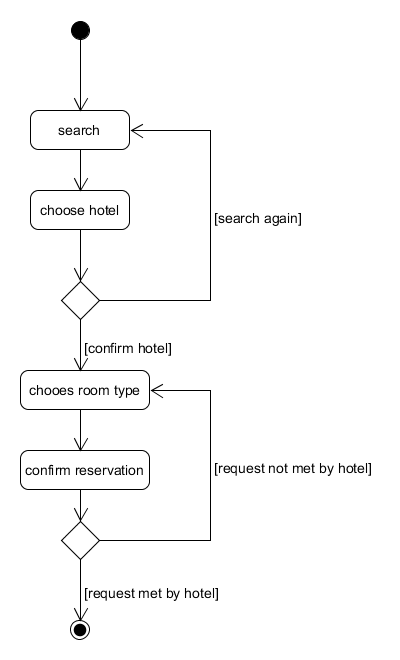 search
choose hotel
[search again]
[confirm hotel]
chooes room type
confirm reservation
[request not met by hotel]
[request met by hotel]